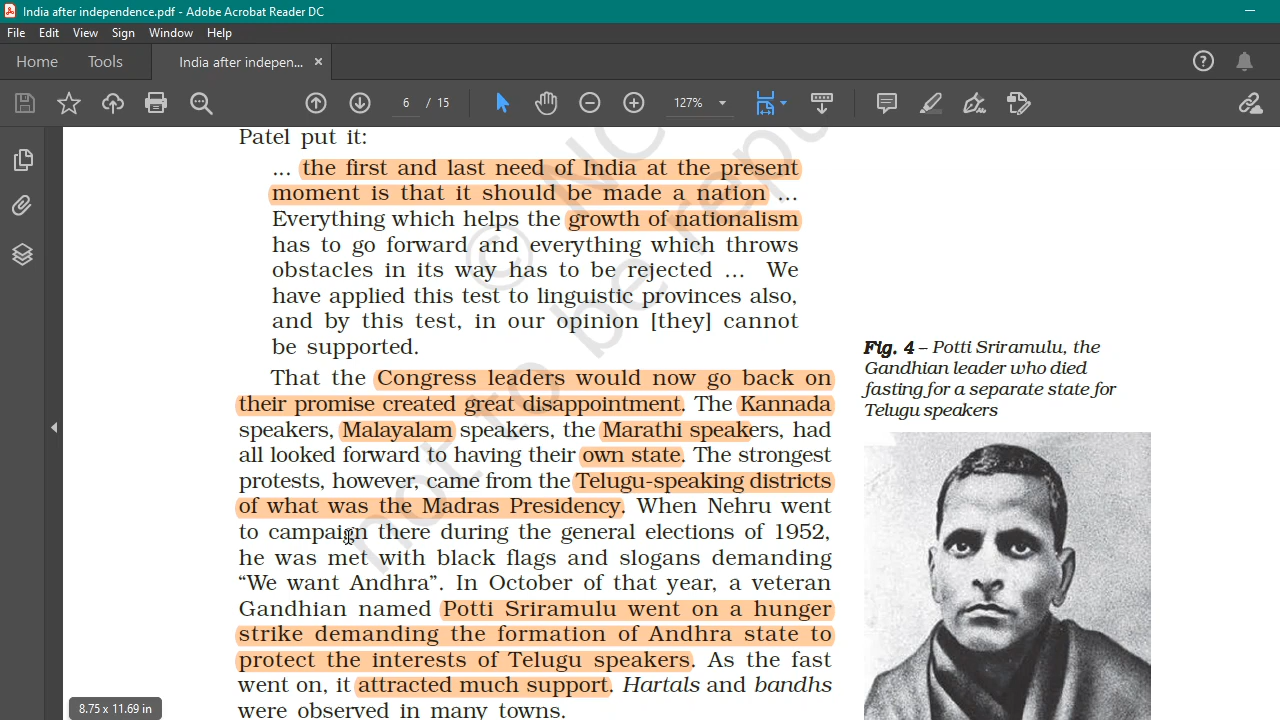 India after independence.pdf - Adobe Acrobat Reader DC
File Edit View Sign Window Help
Home Tools India after indepen... ×
6 / 15 127%
Patel put it:
... the first and last need of India at the present
moment is that it should be made a nation ...
Everything which helps the growth of nationalism
has to go forward and everything which throws
obstacles in its way has to be rejected ... We
have applied this test to linguistic provinces also,
and by this test, in our opinion [they] cannot
be supported.
That the Congress leaders would now go back on
their promise created great disappointment. The Kannada
speakers, Malayalam speakers, the Marathi speakers, had
all looked forward to having their own state. The strongest
protests, however, came from the Telugu-speaking districts
of what was the Madras Presidency. When Nehru went
to campaign there during the general elections of 1952,
he was met with black flags and slogans demanding
“We want Andhra”. In October of that year, a veteran
Gandhian named Potti Sriramulu went on a hunger
strike demanding the formation of Andhra state to
protect the interests of Telugu speakers. As the fast
went on, it attracted much support. Hartals and bandhs
were observed in many towns.
Fig. 4 – Potti Sriramulu, the
Gandhian leader who died
fasting for a separate state for
Telugu speakers
© NC
not to be repu
8.75 x 11.69 in